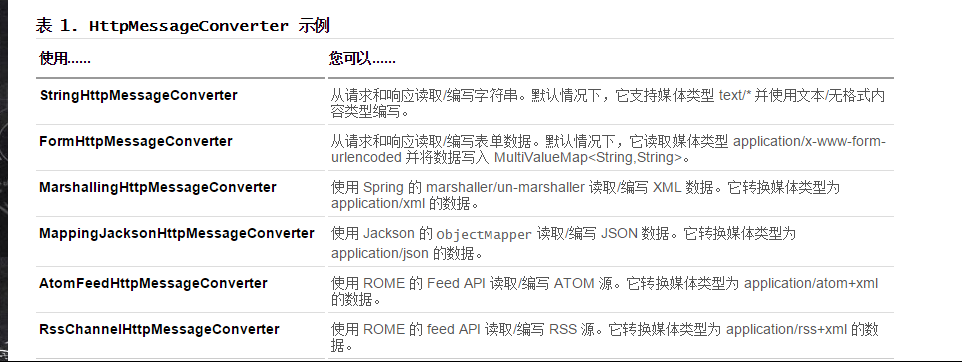 表 1. HttpMessageConverter 示例
使用...... 您可以......
StringHttpMessageConverter 从请求和响应读取/编写字符串。默认情况下，它支持媒体类型 text/* 并使用文本/无格式内
容类型编写。
FormHttpMessageConverter 从请求和响应读取/编写表单数据。默认情况下，它读取媒体类型 application/x-www-form-
urlencoded 并将数据写入 MultiValueMap<String,String>。
MarshallingHttpMessageConverter 使用 Spring 的 marshaller/un-marshaller 读取/编写 XML 数据。它转换媒体类型为
application/xml 的数据。
MappingJacksonHttpMessageConverter 使用 Jackson 的 ObjectMapper 读取/编写 JSON 数据。它转换媒体类型为
application/json 的数据。
AtomFeedHttpMessageConverter 使用 ROME 的 Feed API 读取/编写 ATOM 源。它转换媒体类型为 application/atom+xml
的数据。
RssChannelHttpMessageConverter 使用 ROME 的 feed API 读取/编写 RSS 源。它转换媒体类型为 application/rss+xml 的数
据。